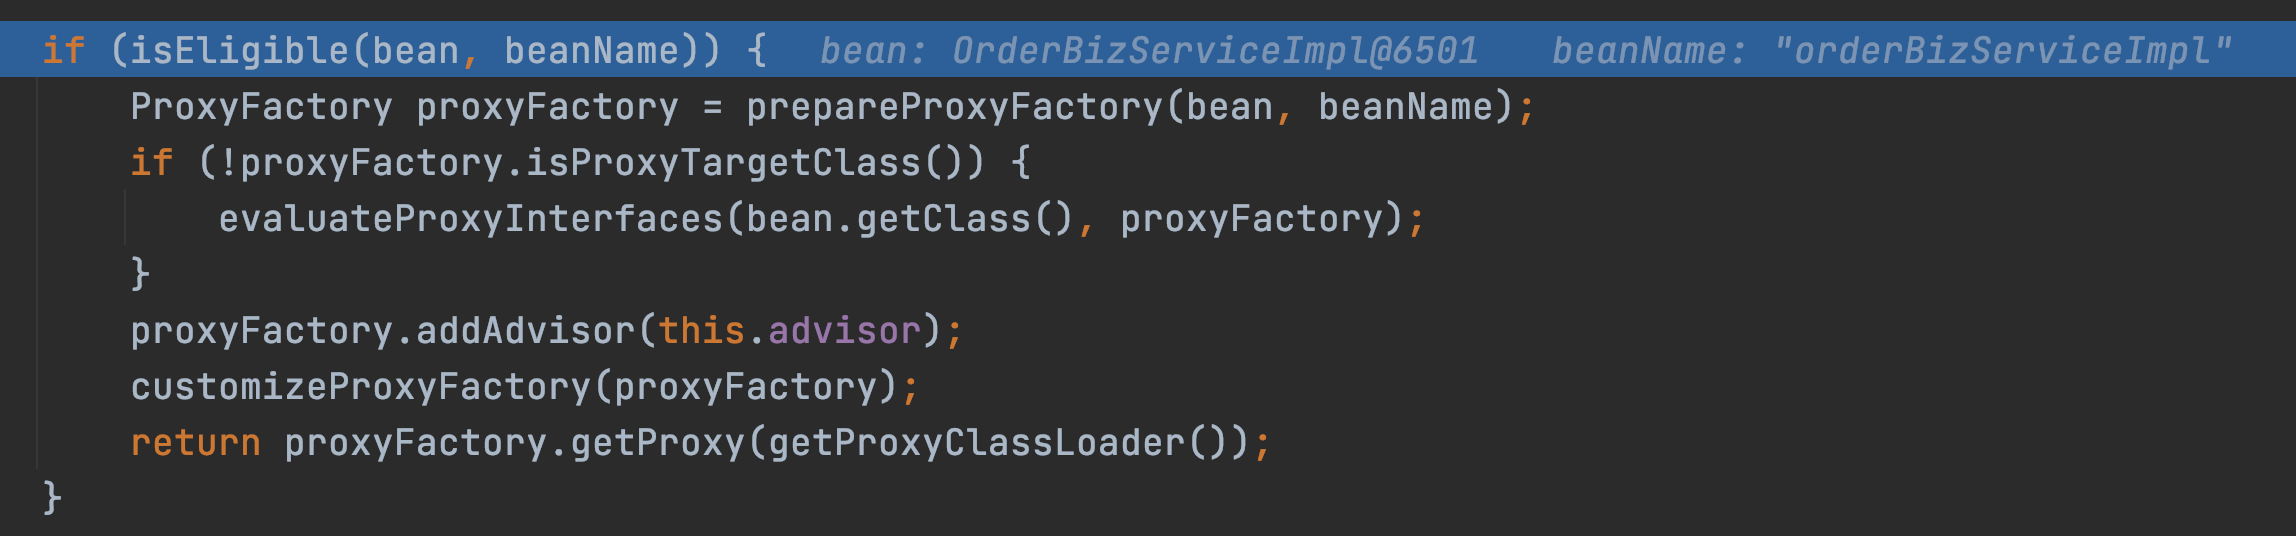 if (isEligible(bean, beanName)) {   bean: OrderBizServiceImpl@6501    beanName: "orderBizServiceImpl"
    ProxyFactory proxyFactory = prepareProxyFactory(bean, beanName);
    if (!proxyFactory.isProxyTargetClass()) {
        evaluateProxyInterfaces(bean.getClass(), proxyFactory);
    }
    proxyFactory.addAdvisor(this.advisor);
    customizeProxyFactory(proxyFactory);
    return proxyFactory.getProxy(getProxyClassLoader());
}